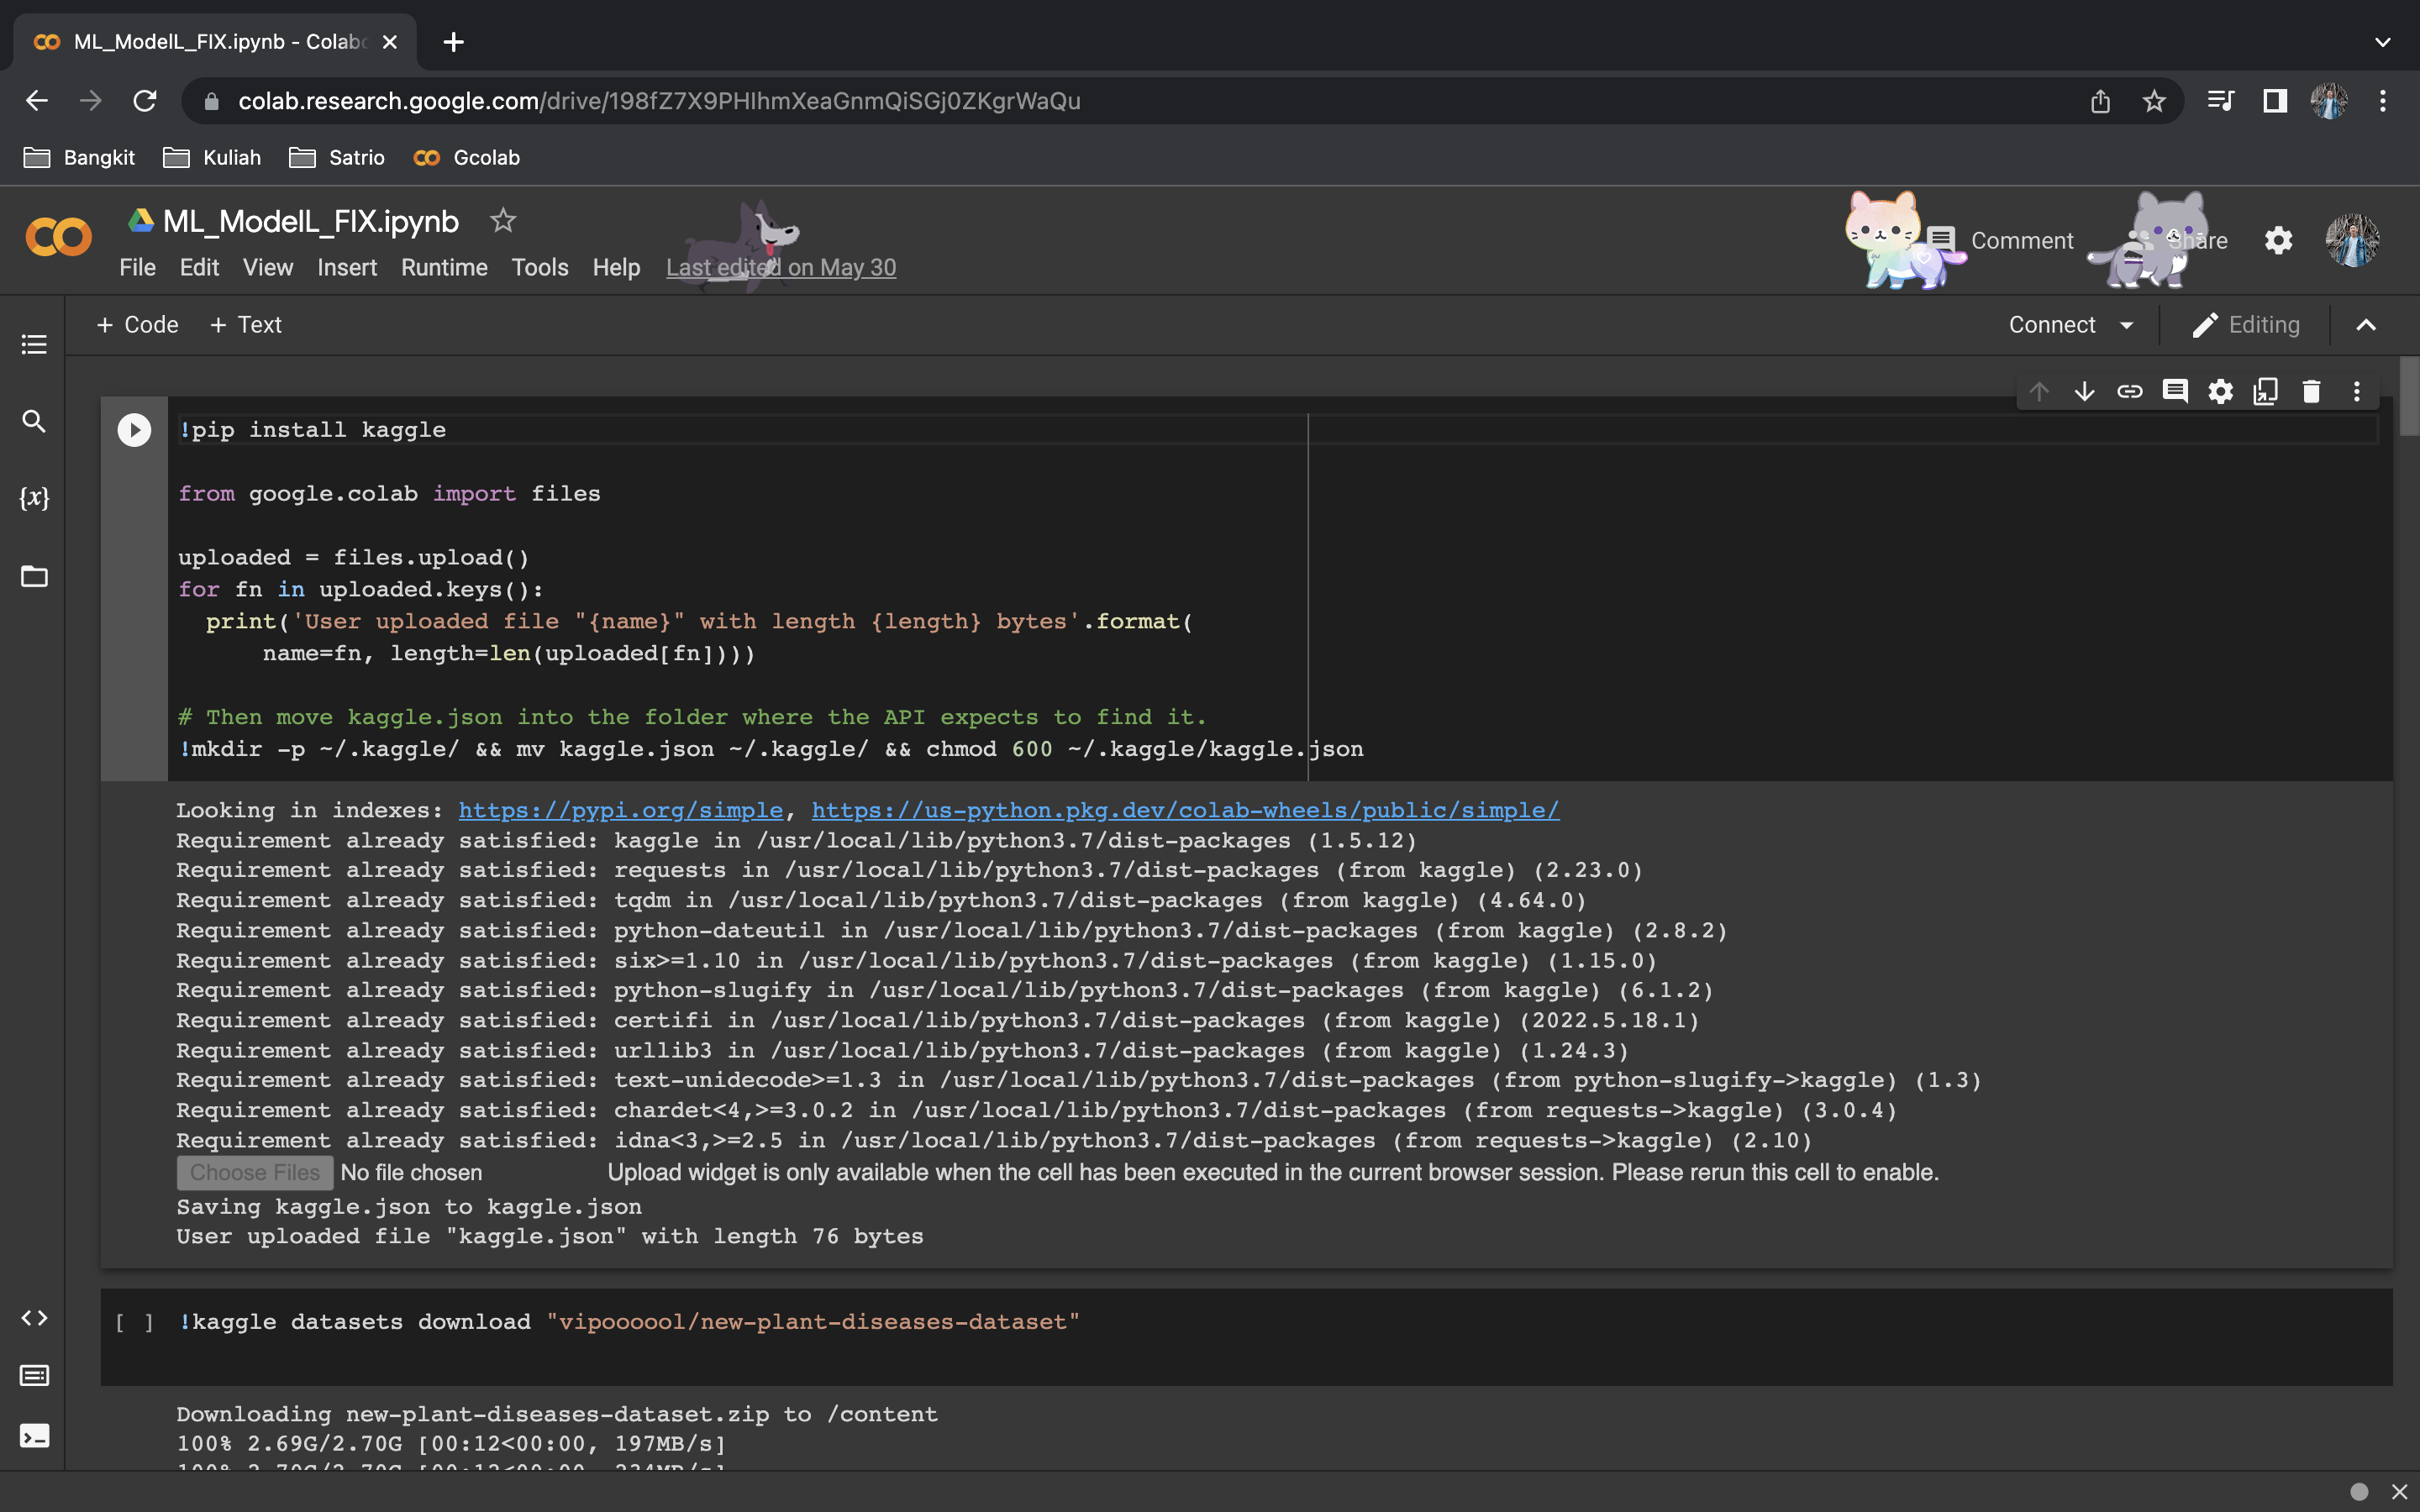 ML_ModelL_FIX.ipynb - Colab
colab.research.google.com/drive/198fZ7X9PHIhmXeaGnmQiSGj0ZKgrWaQu
Bangkit Kuliah Satrio Gcolab
ML_ModelL_FIX.ipynb
Comment Share
File Edit View Insert Runtime Tools Help Last edited on May 30
+ Code + Text Connect Editing
{x}
!pip install kaggle
from google.colab import files
uploaded = files.upload()
for fn in uploaded.keys():
print('User uploaded file "{name}" with length {length} bytes'.format(
name=fn, length=len(uploaded[fn])))
# Then move kaggle.json into the folder where the API expects to find it.
!mkdir -p ~/.kaggle/ && mv kaggle.json ~/.kaggle/ && chmod 600 ~/.kaggle/kaggle.json
Looking in indexes: https://pypi.org/simple, https://us-python.pkg.dev/colab-wheels/public/simple/
Requirement already satisfied: kaggle in /usr/local/lib/python3.7/dist-packages (1.5.12)
Requirement already satisfied: requests in /usr/local/lib/python3.7/dist-packages (from kaggle) (2.23.0)
Requirement already satisfied: tqdm in /usr/local/lib/python3.7/dist-packages (from kaggle) (4.64.0)
Requirement already satisfied: python-dateutil in /usr/local/lib/python3.7/dist-packages (from kaggle) (2.8.2)
Requirement already satisfied: six>=1.10 in /usr/local/lib/python3.7/dist-packages (from kaggle) (1.15.0)
Requirement already satisfied: python-slugify in /usr/local/lib/python3.7/dist-packages (from kaggle) (6.1.2)
Requirement already satisfied: certifi in /usr/local/lib/python3.7/dist-packages (from kaggle) (2022.5.18.1)
Requirement already satisfied: urllib3 in /usr/local/lib/python3.7/dist-packages (from kaggle) (1.24.3)
Requirement already satisfied: text-unidecode>=1.3 in /usr/local/lib/python3.7/dist-packages (from python-slugify->kaggle) (1.3)
Requirement already satisfied: chardet<4,>=3.0.2 in /usr/local/lib/python3.7/dist-packages (from requests->kaggle) (3.0.4)
Requirement already satisfied: idna<3,>=2.5 in /usr/local/lib/python3.7/dist-packages (from requests->kaggle) (2.10)
Choose Files No file chosen Upload widget is only available when the cell has been executed in the current browser session. Please rerun this cell to enable.
Saving kaggle.json to kaggle.json
User uploaded file "kaggle.json" with length 76 bytes
[ ] !kaggle datasets download "vipoooool/new-plant-diseases-dataset"
Downloading new-plant-diseases-dataset.zip to /content
100% 2.69G/2.70G [00:12<00:00, 197MB/s]
100% 2.70G/2.70G [00:12<00:00, 234MB/s]